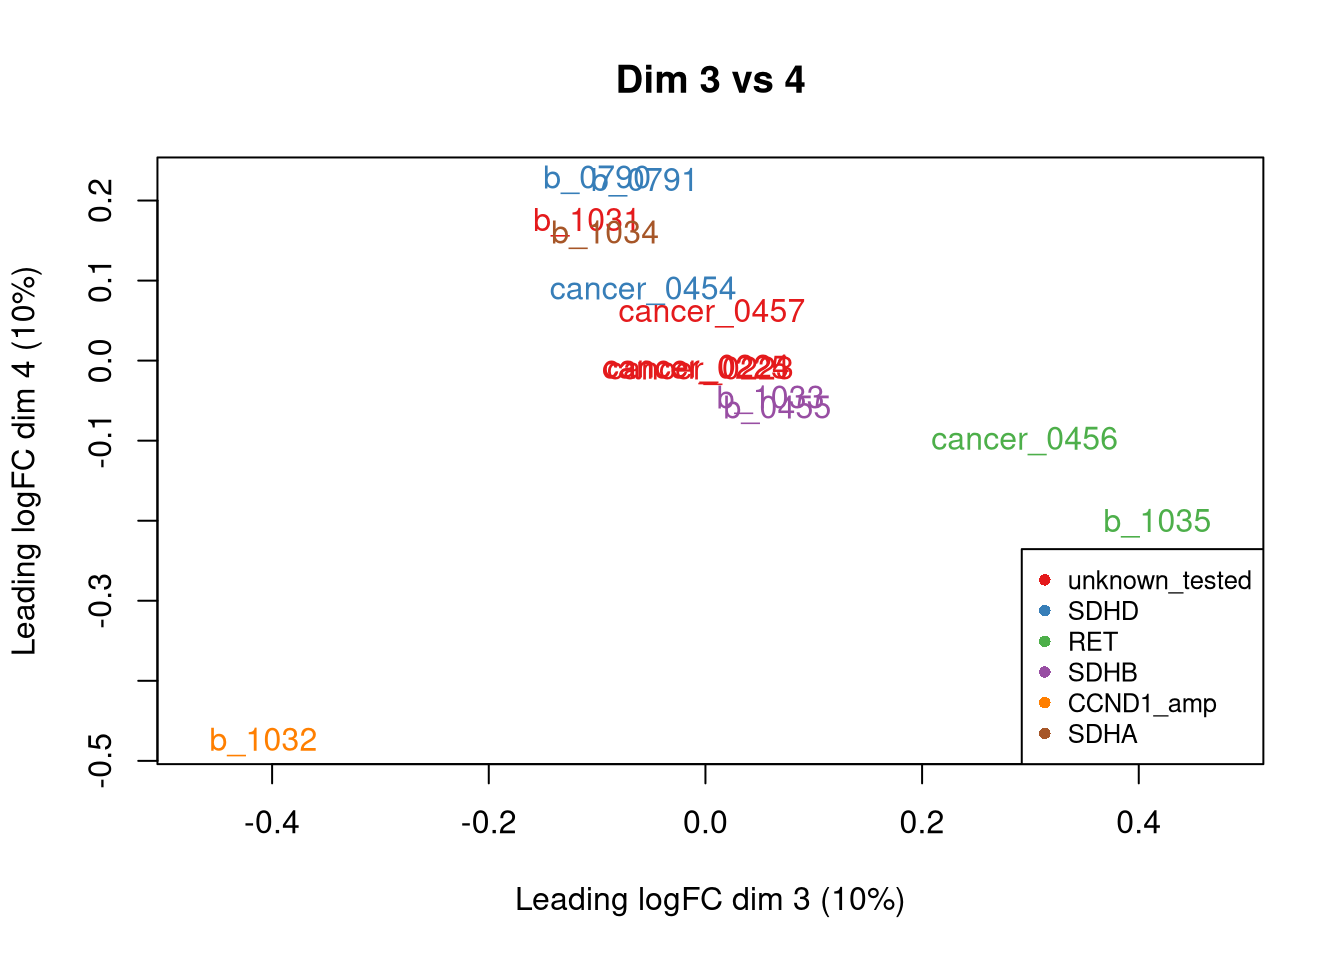 Dim 3 vs 4
b_0790
b_0791
b_1031
b_1034
cancer_0454
cancer_0457
b_1033
b_0455
cancer_0456
b_1035
b_1032
unknown_tested
SDHD
RET
SDHB
CCND1_amp
SDHA
0.2
0.1
0.0
-0.1
-0.3
-0.5
Leading logFC dim 4 (10%)
-0.4
-0.2
0.0
0.2
0.4
Leading logFC dim 3 (10%)